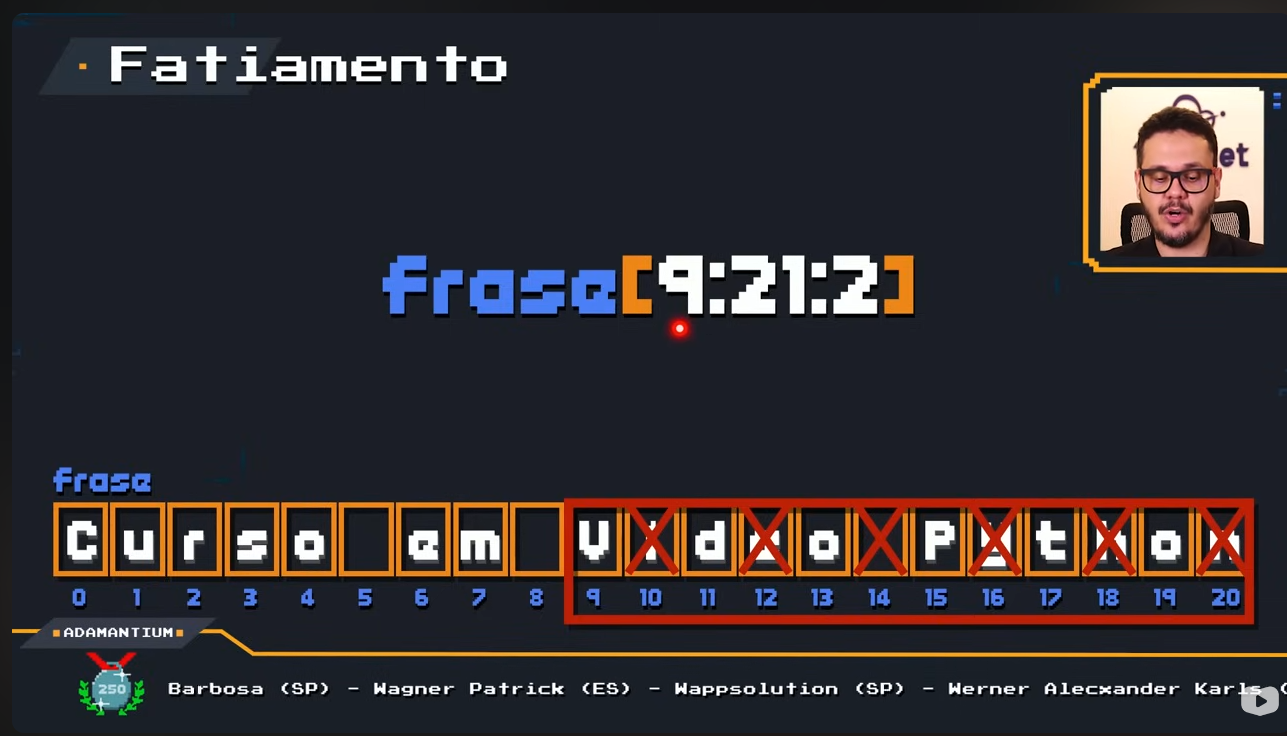 Fatiamento
et
frase[9:21:2]
frase
C u r s o e m V d o P t o
0 1 2 3 4 5 6 7 8 9 10 11 12 13 14 15 16 17 18 19 20
ADAMANTIUM
250
Barbosa (SP) - Wagner Patrick (ES) - Wappsolution (SP) - Werner Alecxander Karls (